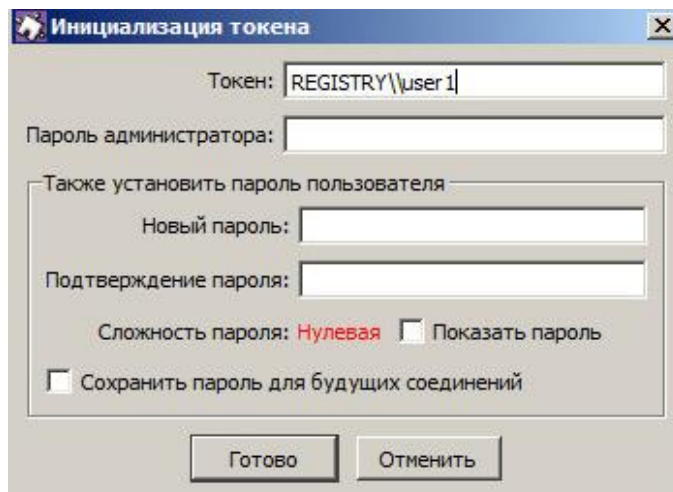 Инициализация токена
Токен: REGISTRY\\user1
Пароль администратора:
Также установить пароль пользователя
Новый пароль:
Подтверждение пароля:
Сложность пароля: Нулевая Показать пароль
Сохранить пароль для будущих соединений
Готово Отменить